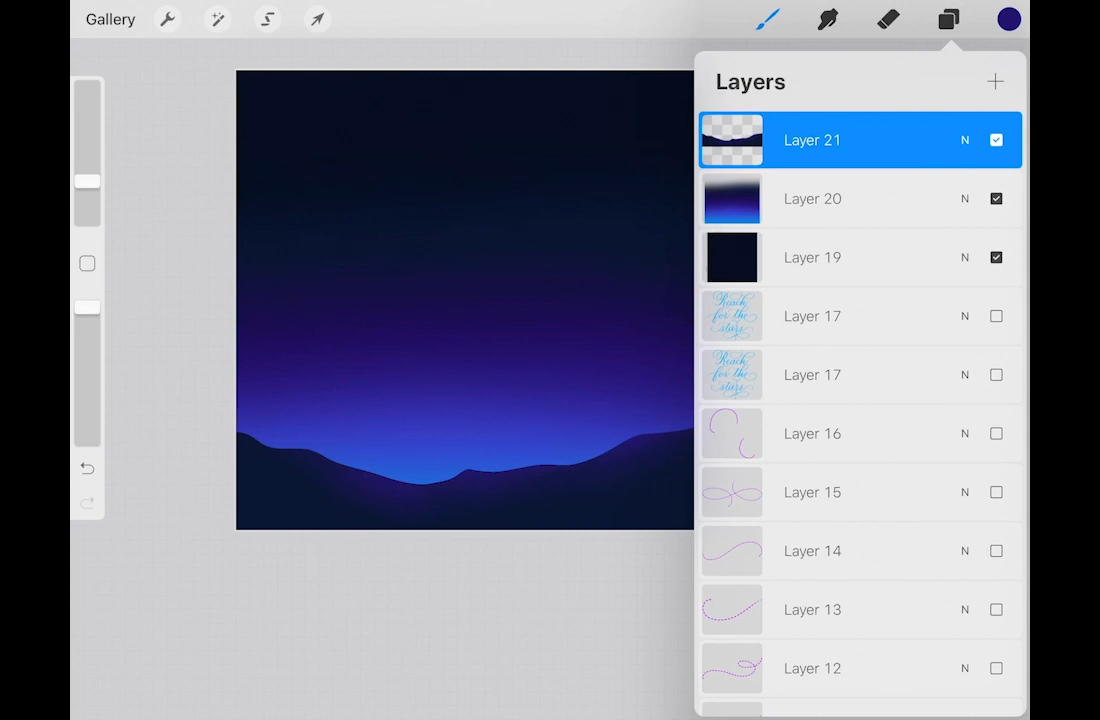 Gallery
Layers
Layer 21 N
Layer 20 N
Layer 19 N
Reach
for the
stars
Layer 17 N
Reach
for the
stars
Layer 17 N
Layer 16 N
Layer 15 N
Layer 14 N
Layer 13 N
Layer 12 N